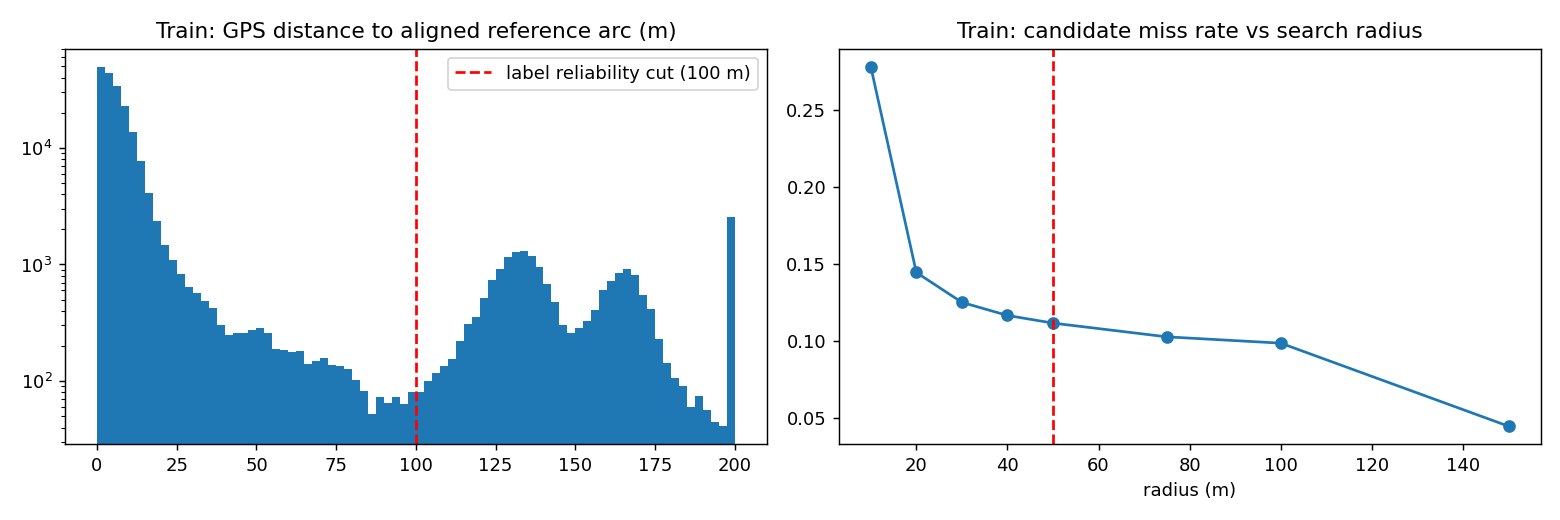 Train: GPS distance to aligned reference arc (m)
label reliability cut (100 m)
10⁴
10³
10²
0 25 50 75 100 125 150 175 200
Train: candidate miss rate vs search radius
0.25
0.20
0.15
0.10
0.05
20 40 60 80 100 120 140
radius (m)